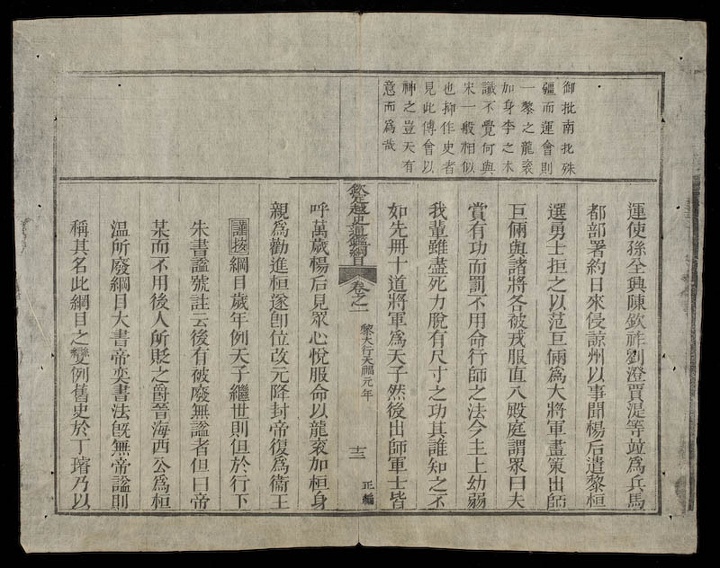 御批南北殊
疆而運會則
一黎之龍袞
加身李之木
讖不覺何與
宋一般相似
也抑作史者
見此傅會以
神之豈天有
意而爲哉
運使孫全興陳欽祚劉澄賈湜等竝爲兵馬
都部署約日來侵諒州以事聞楊后遣黎桓
選勇士拒之以范巨倆爲大將軍畫策出師
巨倆與諸將各被戎服直入殿庭謂眾曰夫
賞有功而罰不用命行師之法今主上幼弱
我輩雖盡死力脫有尺寸之功其誰知之不
如先冊十道將軍爲天子然後出師軍士皆
欽定越史通鑑綱目 卷之一 黎大行天福元年 十二 正編
呼萬歲楊后見眾心悅服命以龍袞加桓身
親爲勸進桓遂卽位改元降封帝復爲衞王
謹按綱目歲年例天子繼世則但於行下
朱書謚號註云後有破廢無謚者但曰帝
某而不用後人所貶之爵晉海西公爲桓
温所廢綱目大書帝奕書法旣無帝謚則
稱其名此綱目之變例舊史於丁璿乃以